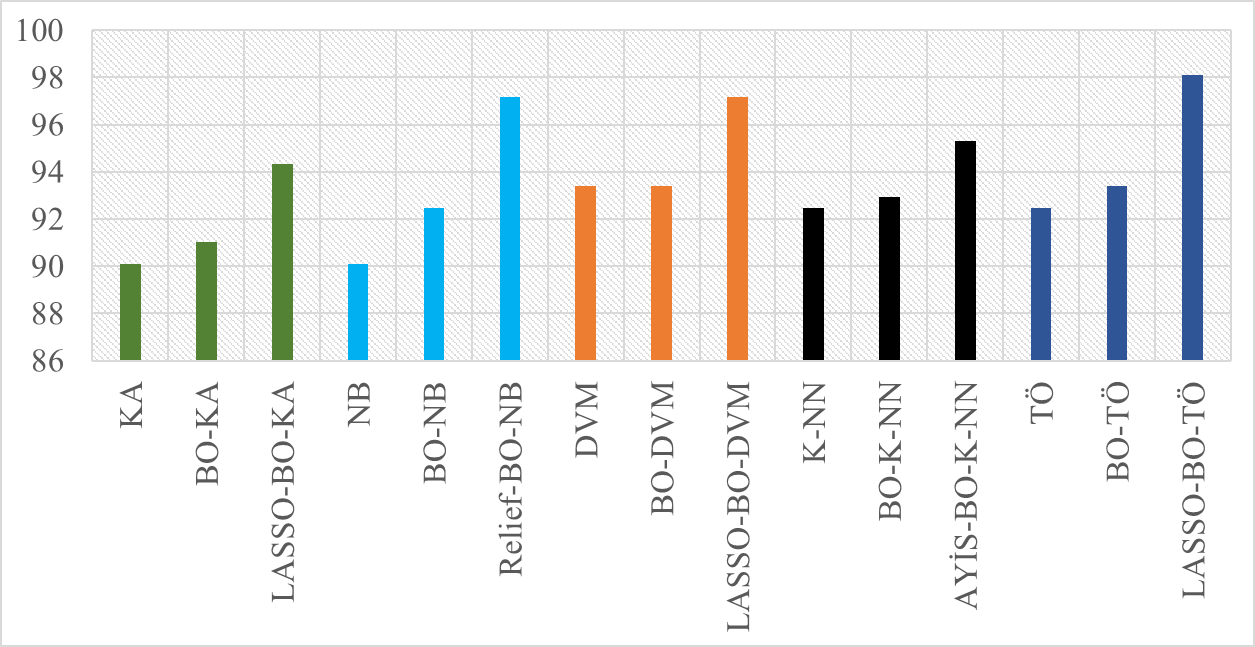 100
98
96
94
92
90
88
86
KA
BO-KA
LASSO-BO-KA
NB
BO-NB
Relief-BO-NB
DVM
BO-DVM
LASSO-BO-DVM
K-NN
BO-K-NN
AYİS-BO-K-NN
TÖ
BO-TÖ
LASSO-BO-TÖ